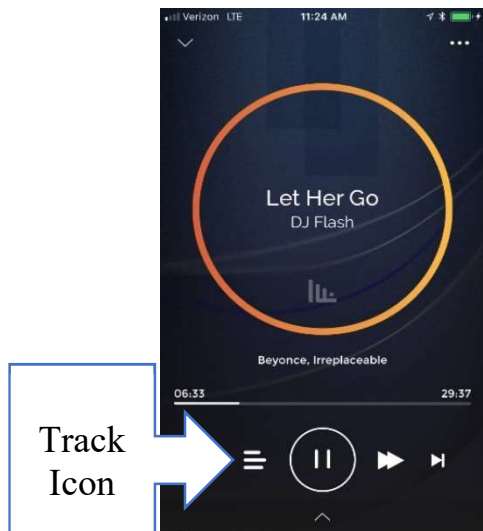 Verizon LTE 11:24 AM
Let Her Go
DJ Flash
Beyonce, Irreplaceable
06:33 29:37
Track
Icon